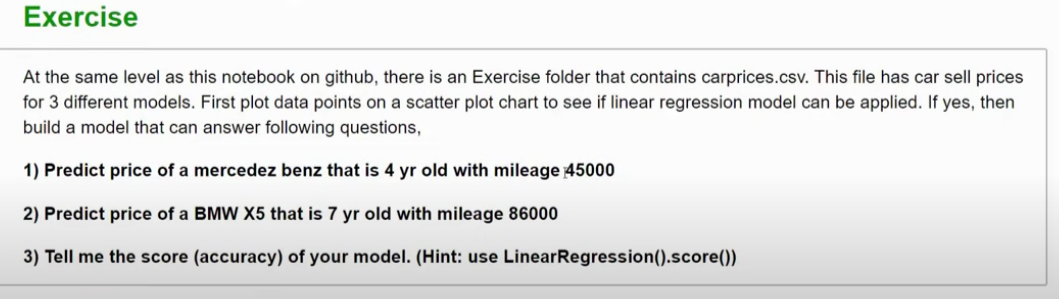 Exercise
At the same level as this notebook on github, there is an Exercise folder that contains carprices.csv. This file has car sell prices
for 3 different models. First plot data points on a scatter plot chart to see if linear regression model can be applied. If yes, then
build a model that can answer following questions,
1) Predict price of a mercedez benz that is 4 yr old with mileage 45000
2) Predict price of a BMW X5 that is 7 yr old with mileage 86000
3) Tell me the score (accuracy) of your model. (Hint: use LinearRegression().score())